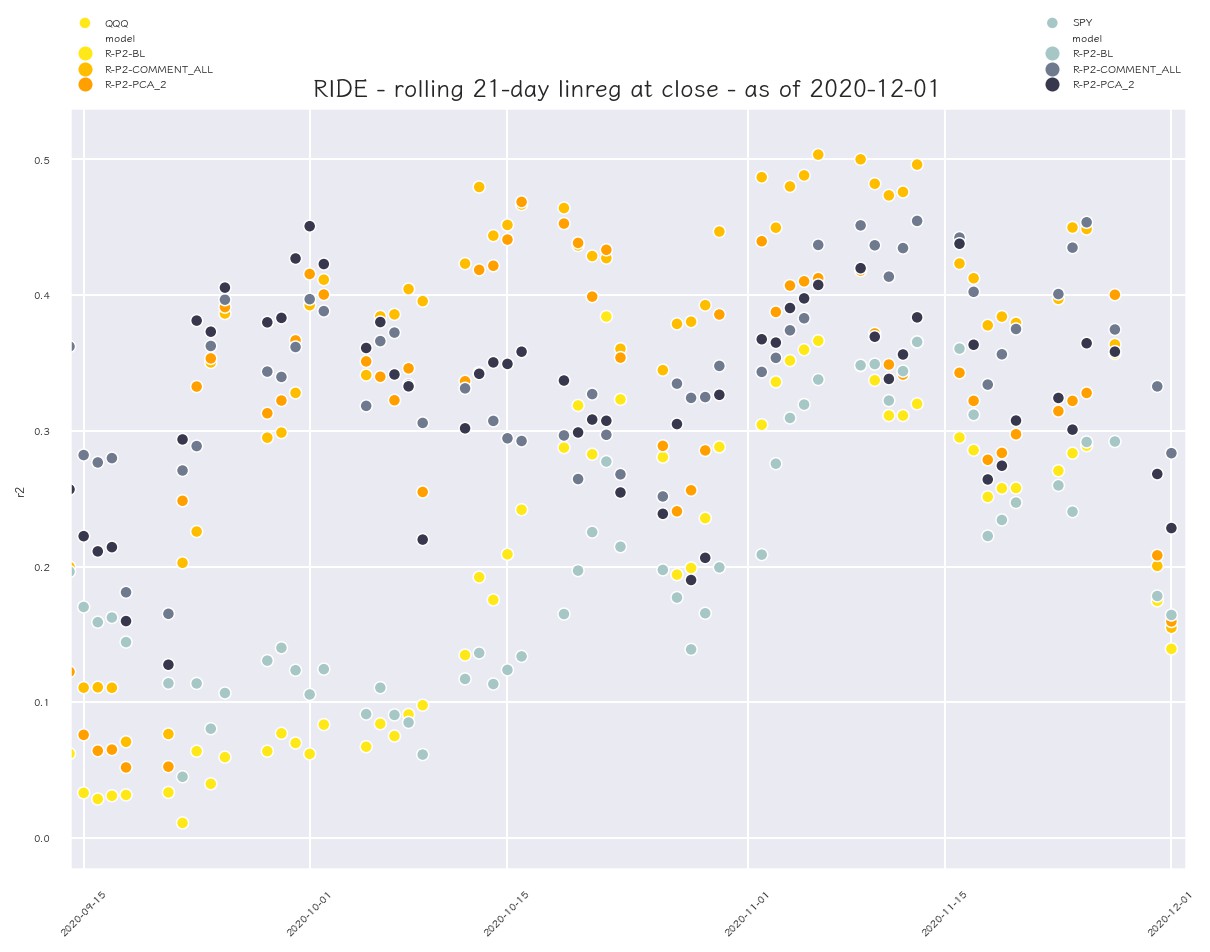 QQQ
model
R-P2-BL
R-P2-COMMENT_ALL
R-P2-PCA_2
SPY
model
R-P2-BL
R-P2-COMMENT_ALL
R-P2-PCA_2
RIDE - rolling 21-day linreg at close - as of 2020-12-01
0.5
0.4
0.3
0.2
0.1
0.0
r2
2020-09-15
2020-10-01
2020-10-15
2020-11-01
2020-11-15
2020-12-01